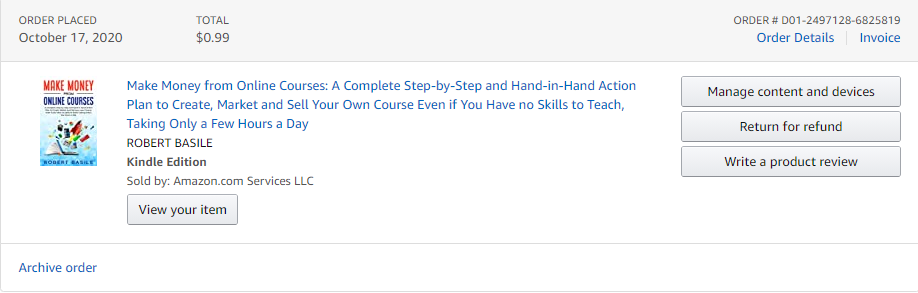 ORDER PLACED
October 17, 2020
TOTAL
$0.99
ORDER # D01-2497128-6825819
Order Details
Invoice
MAKE MONEY
FROM
ONLINE COURSES
ROBERT BASILE
Make Money from Online Courses: A Complete Step-by-Step and Hand-in-Hand Action
Plan to Create, Market and Sell Your Own Course Even if You Have no Skills to Teach,
Taking Only a Few Hours a Day
ROBERT BASILE
Kindle Edition
Sold by: Amazon.com Services LLC
View your item
Manage content and devices
Return for refund
Write a product review
Archive order